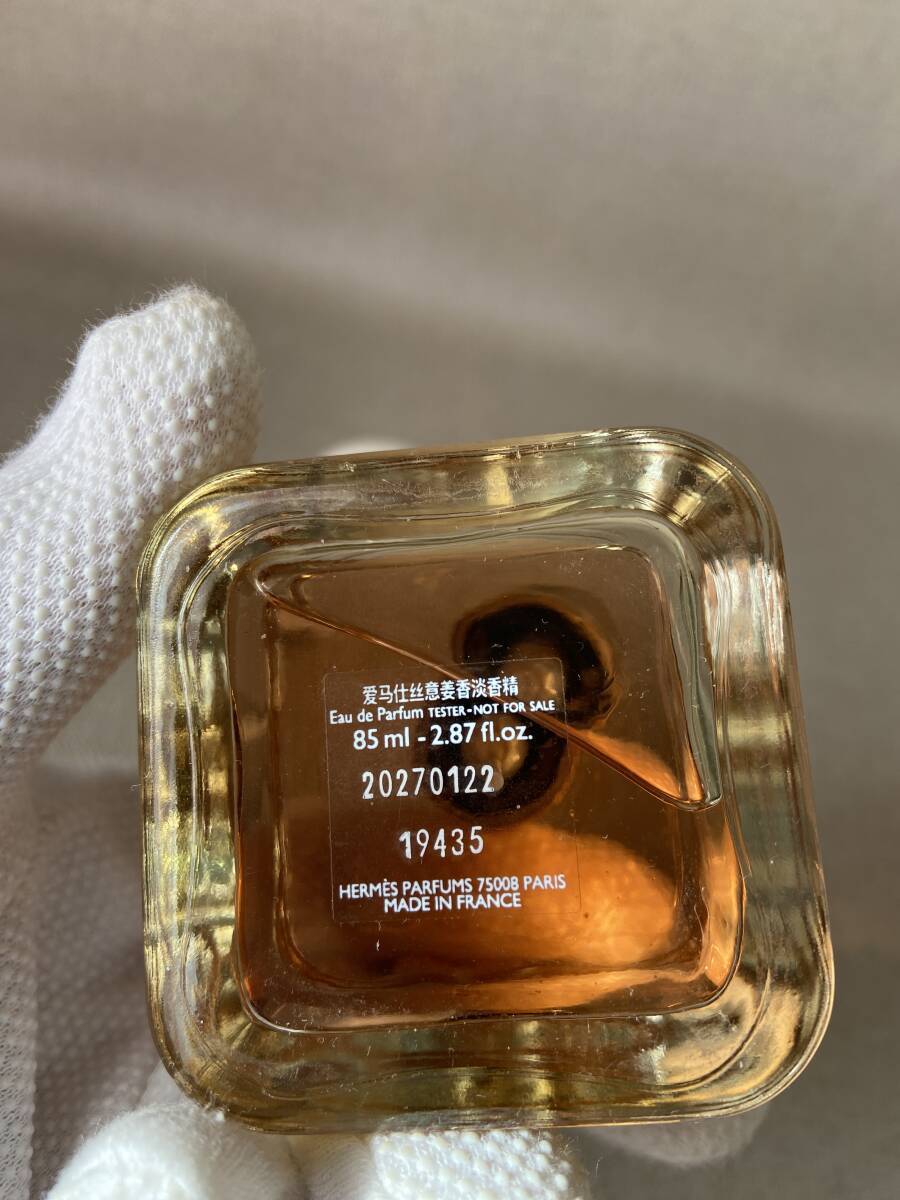 爱马仕丝意姜香淡香精
Eau de Parfum TESTER-NOT FOR SALE
85 ml - 2.87 fl.oz.
20270122
19435
HERMÈS PARFUMS 75008 PARIS
MADE IN FRANCE